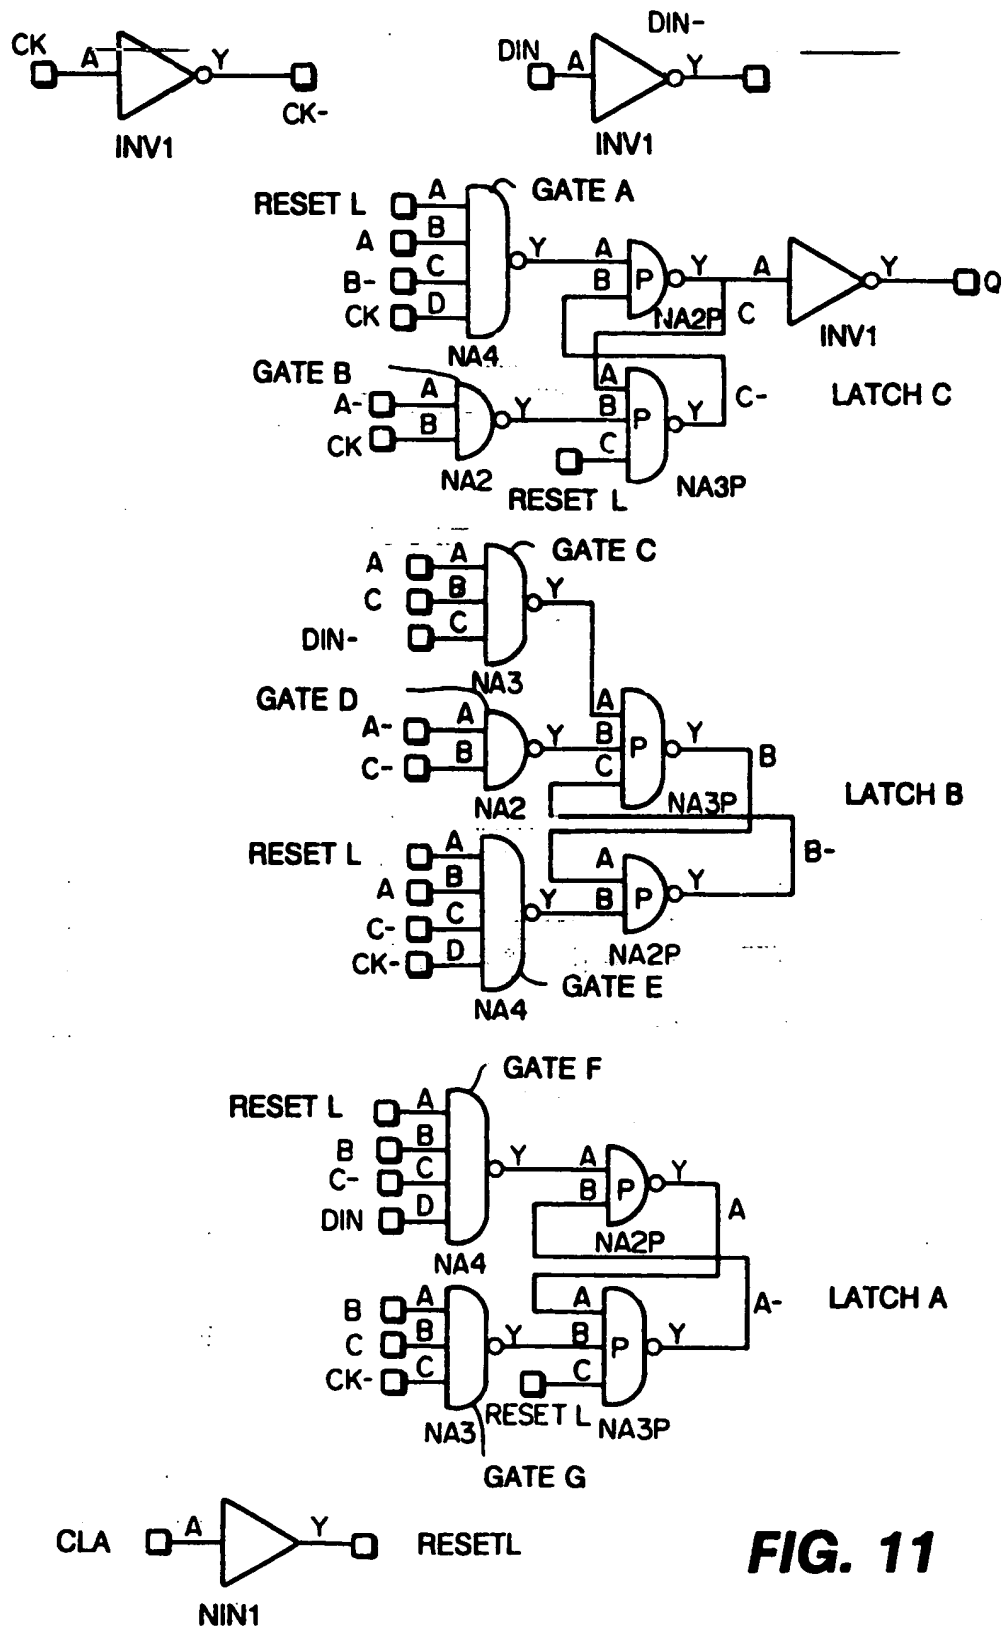 CK A Y CK-
INV1
DIN A DIN- Y
INV1
GATE A
RESET L A
A B
B- C
CK D
Y
NA4
A
B
P
Y
NA2P
C
A Y Q
INV1
GATE B
A- A
CK B
Y
NA2
A
B
C
P
Y
C-
RESET L
NA3P
LATCH C
GATE C
A A
C B
DIN- C
Y
NA3
GATE D
A- A
C- B
Y
NA2
A
B
C
P
Y
B
NA3P
LATCH B
RESET L A
A B
C- C
CK- D
Y
NA4
GATE E
A
B
P
Y
B-
NA2P
GATE F
RESET L A
B B
C- C
DIN D
Y
NA4
A
B
P
Y
A
NA2P
B A
C B
CK- C
Y
NA3
GATE G
A
B
C
P
Y
A-
RESET L
NA3P
LATCH A
CLA A Y RESETL
NIN1
FIG. 11